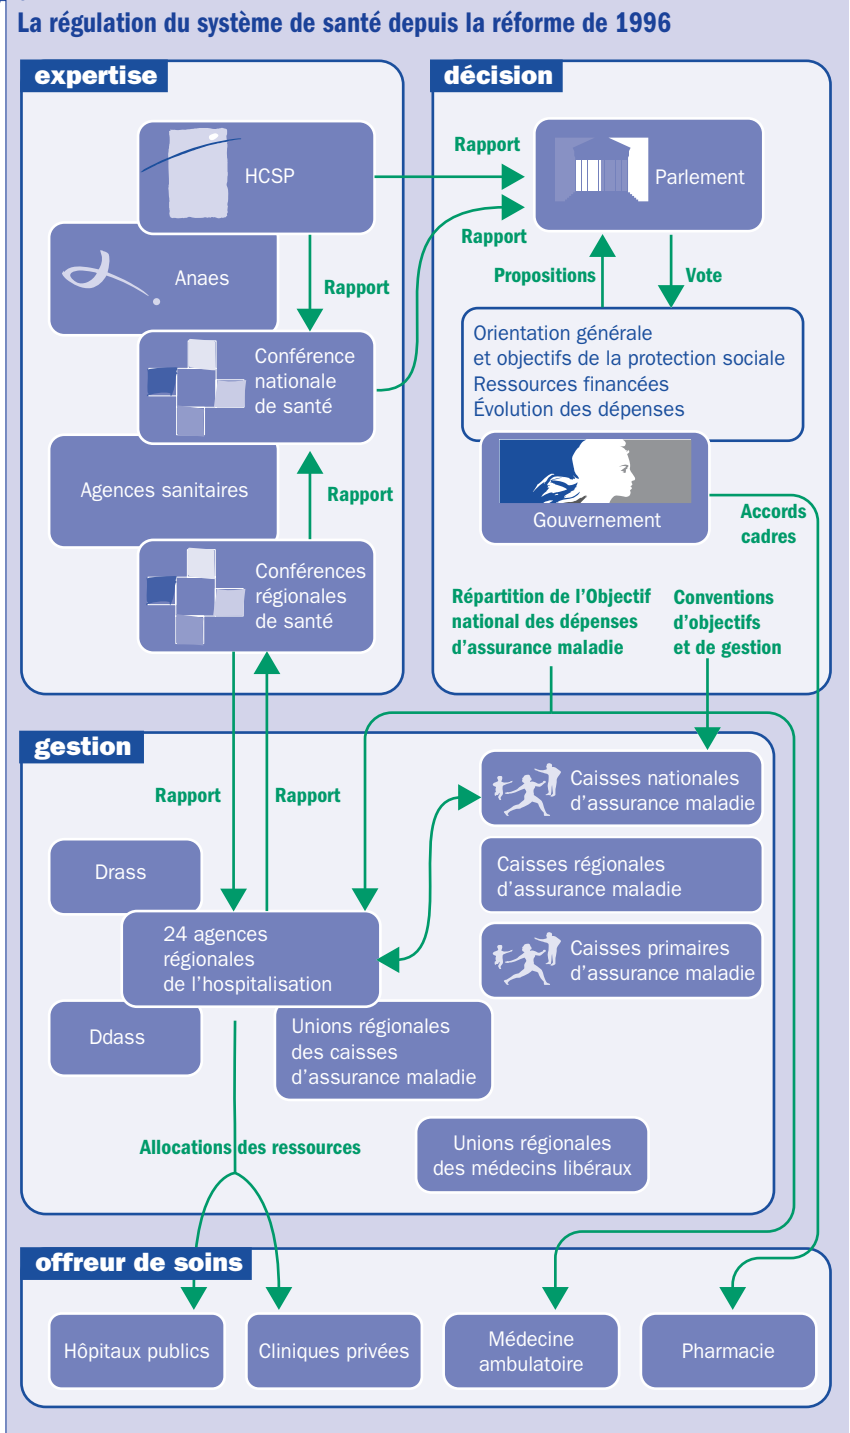 La régulation du système de santé depuis la réforme de 1996
expertise
HCSP
Anaes
Rapport
Conférence
nationale
de santé
Agences sanitaires
Rapport
Conférences
régionales
de santé
décision
Rapport
Parlement
Rapport
Propositions
Vote
Orientation générale
et objectifs de la protection sociale
Ressources financées
Évolution des dépenses
Gouvernement
Accords
cadres
Répartition de l'Objectif
national des dépenses
d'assurance maladie
Conventions
d'objectifs
et de gestion
gestion
Rapport
Rapport
Caisses nationales
d'assurance maladie
Caisses régionales
d'assurance maladie
Caisses primaires
d'assurance maladie
Drass
24 agences
régionales
de l'hospitalisation
Ddass
Unions régionales
des caisses
d'assurance maladie
Allocations des ressources
Unions régionales
des médecins libéraux
offreur de soins
Hôpitaux publics
Cliniques privées
Médecine
ambulatoire
Pharmacie